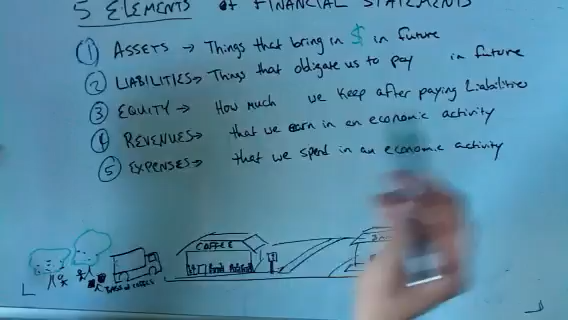 5 ELEMENTS of FINANCIAL STATEMENTS
① ASSETS → Things that bring in $ in future
② LIABILITIES → Things that obligate us to pay in future
③ EQUITY → How much we keep after paying Liabilities
④ REVENUES → that we earn in an economic activity
⑤ EXPENSES → that we spend in an economic activity
COFFEE